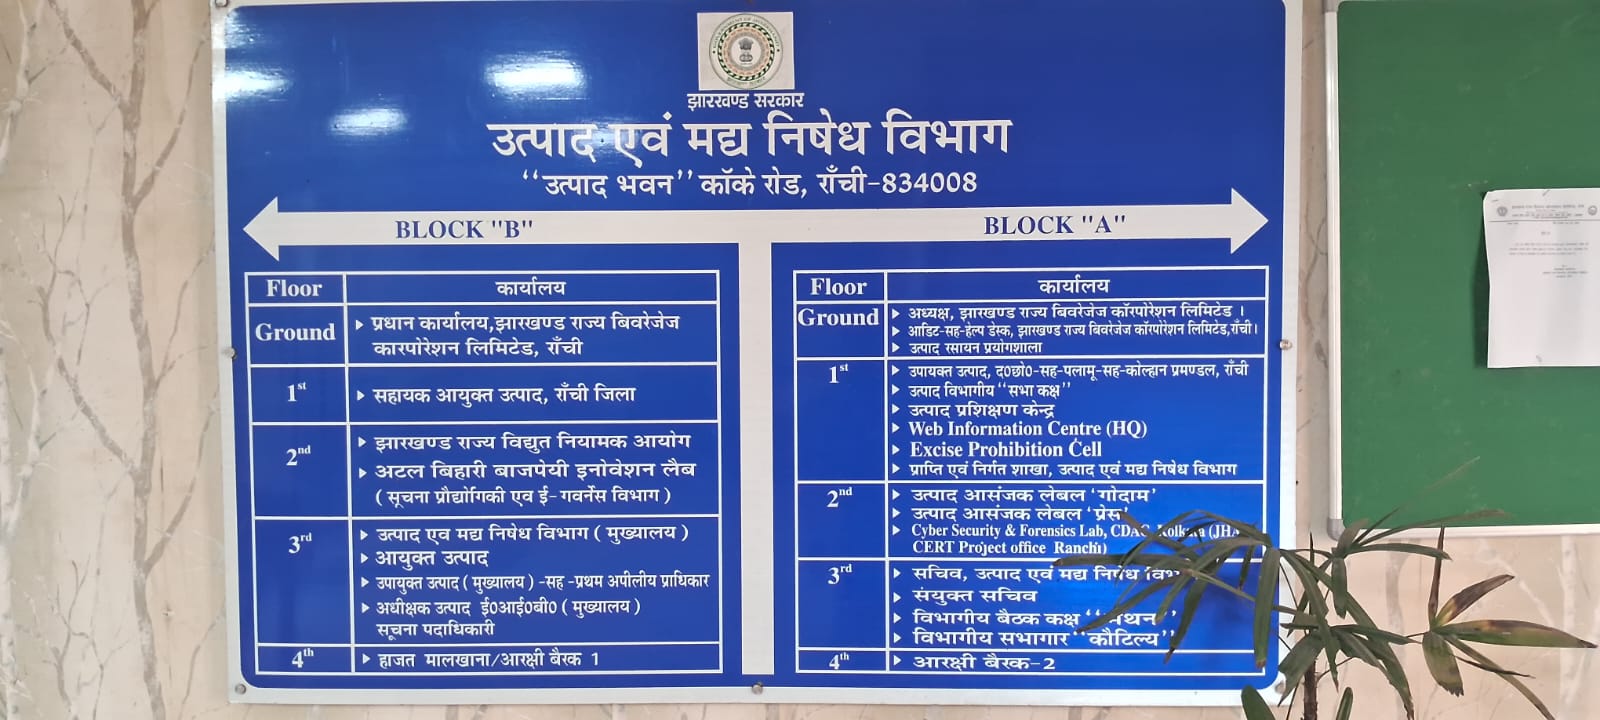 झारखण्ड सरकार
उत्पाद एवं मद्य निषेध विभाग
‘‘उत्पाद भवन’’ कॉके रोड, राँची-834008
BLOCK "B"
Floor कार्यालय
Ground प्रधान कार्यालय,झारखण्ड राज्य बिवरेजेज
कारपोरेशन लिमिटेड, राँची
1st सहायक आयुक्त उत्पाद, राँची जिला
2nd झारखण्ड राज्य विद्युत नियामक आयोग
अटल बिहारी बाजपेयी इनोवेशन लैब
( सूचना प्रौद्योगिकी एव ई- गवर्नेस विभाग )
3rd उत्पाद एव मद्य निषेध विभाग ( मुख्यालय )
आयुक्त उत्पाद
उपायुक्त उत्पाद ( मुख्यालय ) -सह -प्रथम अपीलीय प्राधिकार
अधीक्षक उत्पाद ई0आई0बी0 ( मुख्यालय )
सूचना पदाधिकारी
4th हाजत मालखाना/आरक्षी बैरक 1
BLOCK "A"
Floor कार्यालय
Ground अध्यक्ष, झारखण्ड राज्य बिवरेजेज कॉरपोरेशन लिमिटेड ।
आडिट-सह-हेल्प डेस्क, झारखण्ड राज्य बिवरेजेज कॉरपोरेशन लिमिटेड,राँची।
उत्पाद रसायन प्रयोगशाला
1st उपायक्त उत्पाद, द0छो0-सह-पलामू-सह-कोल्हान प्रमण्डल, राँची
उत्पाद विभागीय ‘‘सभा कक्ष’’
उत्पाद प्रशिक्षण केन्द्र
Web Information Centre (HQ)
Excise Prohibition Cell
प्राप्ति एवं निर्गत शाखा, उत्पाद एवं मद्य निषेध विभाग
2nd उत्पाद आसंजक लेबल ‘गोदाम’
उत्पाद आसंजक लेबल ‘प्रेस’
Cyber Security & Forensics Lab, CDAC, Kolkata (JHA
CERT Project office Ranchi)
3rd सचिव, उत्पाद एवं मद्य निषेध
संयुक्त सचिव
विभागीय बैठक कक्ष
विभागीय सभागार ‘‘कौटिल्य’’
4th आरक्षी बैरक-2